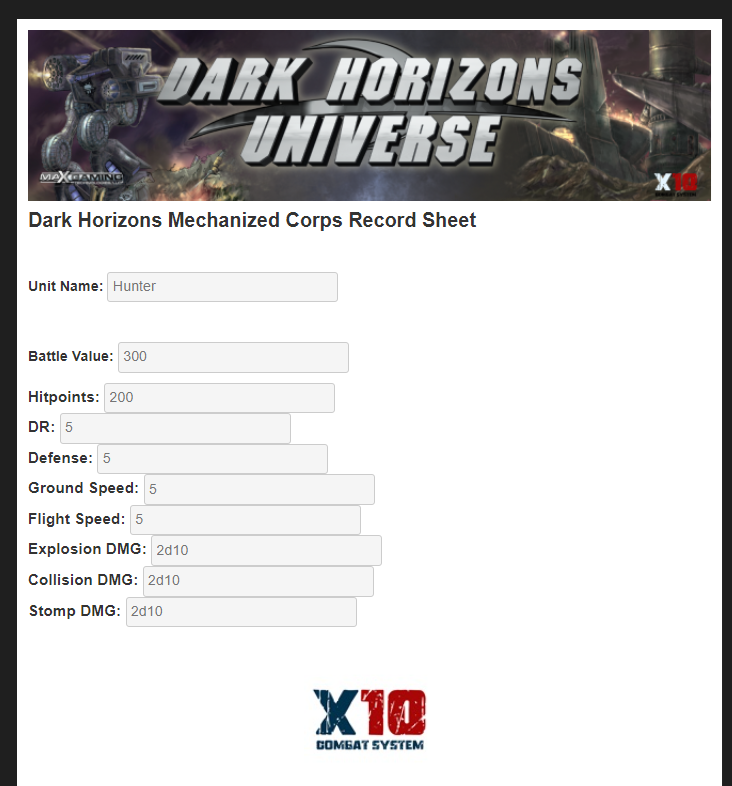 DARK HORIZONS
UNIVERSE
MAXGAMING
X10
Dark Horizons Mechanized Corps Record Sheet
Unit Name: Hunter
Battle Value: 300
Hitpoints: 200
DR: 5
Defense: 5
Ground Speed: 5
Flight Speed: 5
Explosion DMG: 2d10
Collision DMG: 2d10
Stomp DMG: 2d10
X10
COMBAT SYSTEM